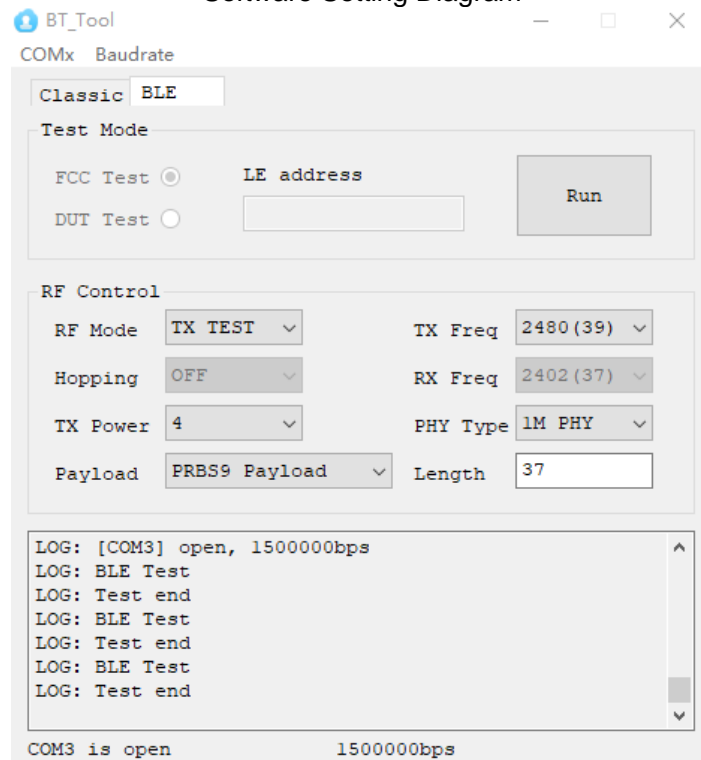 Software Setting Diagram
BT_Tool
COMx Baudrate
Classic BLE
Test Mode
FCC Test LE address
Run
DUT Test
RF Control
RF Mode TX TEST TX Freq 2480(39)
Hopping OFF RX Freq 2402(37)
TX Power 4 PHY Type 1M PHY
Payload PRBS9 Payload Length 37
LOG: [COM3] open, 1500000bps
LOG: BLE Test
LOG: Test end
LOG: BLE Test
LOG: Test end
LOG: BLE Test
LOG: Test end
COM3 is open 1500000bps